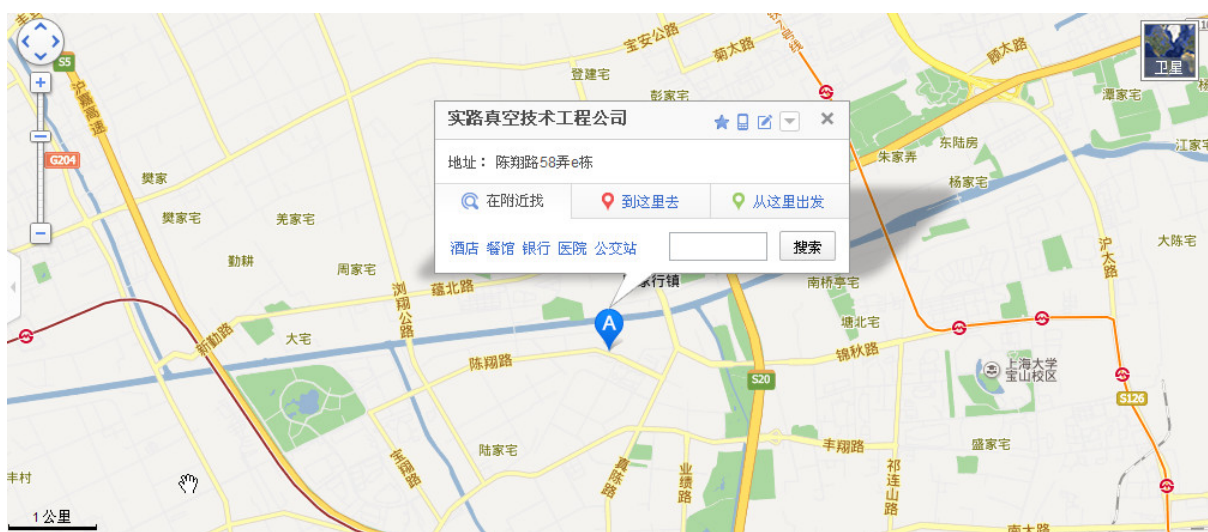 宝安公路
菊太路
铁7号线
顾太路
10
卫星
S5
登建宅
彭家宅
潭家宅
沪嘉高速
实路真空技术工程公司
东陆房
江家宅
G204
地址： 陈翔路58弄e栋
朱家弄
樊家
杨家宅
在附近找
到这里去
从这里出发
樊家宅
羌家宅
酒店 餐馆 银行 医院 公交站
搜索
沪太路
大陈宅
勤耕
周家宅
蕴北路
家行镇
南桥亭宅
浏翔公路
新勤路
大宅
A
塘北宅
陈翔路
锦秋路
上海大学
宝山校区
S20
S126
陆家宅
宝翔路
真陈路
业绩路
丰翔路
祁连山路
盛家宅
丰村
1公里
南大路